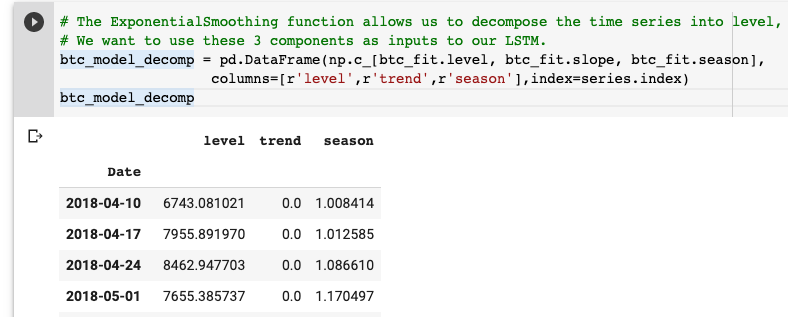 # The ExponentialSmoothing function allows us to decompose the time series into level,
# We want to use these 3 components as inputs to our LSTM.
btc_model_decomp = pd.DataFrame(np.c_[btc_fit.level, btc_fit.slope, btc_fit.season],
columns=[r'level',r'trend',r'season'],index=series.index)
btc_model_decomp
level trend season
Date
2018-04-10 6743.081021 0.0 1.008414
2018-04-17 7955.891970 0.0 1.012585
2018-04-24 8462.947703 0.0 1.086610
2018-05-01 7655.385737 0.0 1.170497